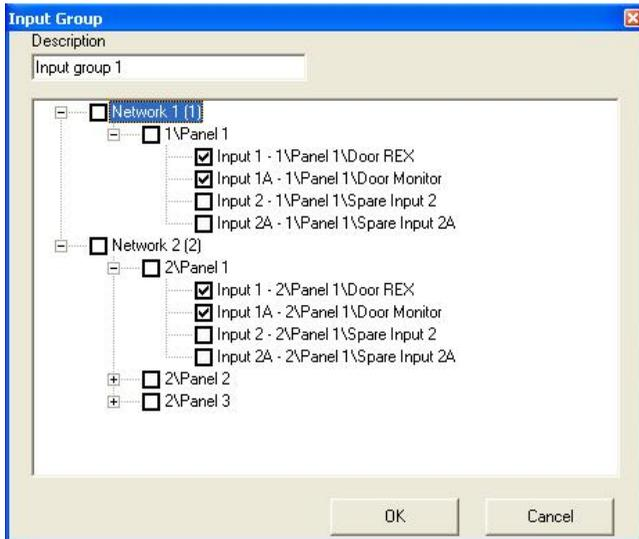 Input Group
Description
Input group 1
Network 1 (1)
1\Panel 1
Input 1 - 1\Panel 1\Door REX
Input 1A - 1\Panel 1\Door Monitor
Input 2 - 1\Panel 1\Spare Input 2
Input 2A - 1\Panel 1\Spare Input 2A
Network 2 (2)
2\Panel 1
Input 1 - 2\Panel 1\Door REX
Input 1A - 2\Panel 1\Door Monitor
Input 2 - 2\Panel 1\Spare Input 2
Input 2A - 2\Panel 1\Spare Input 2A
2\Panel 2
2\Panel 3
OK Cancel